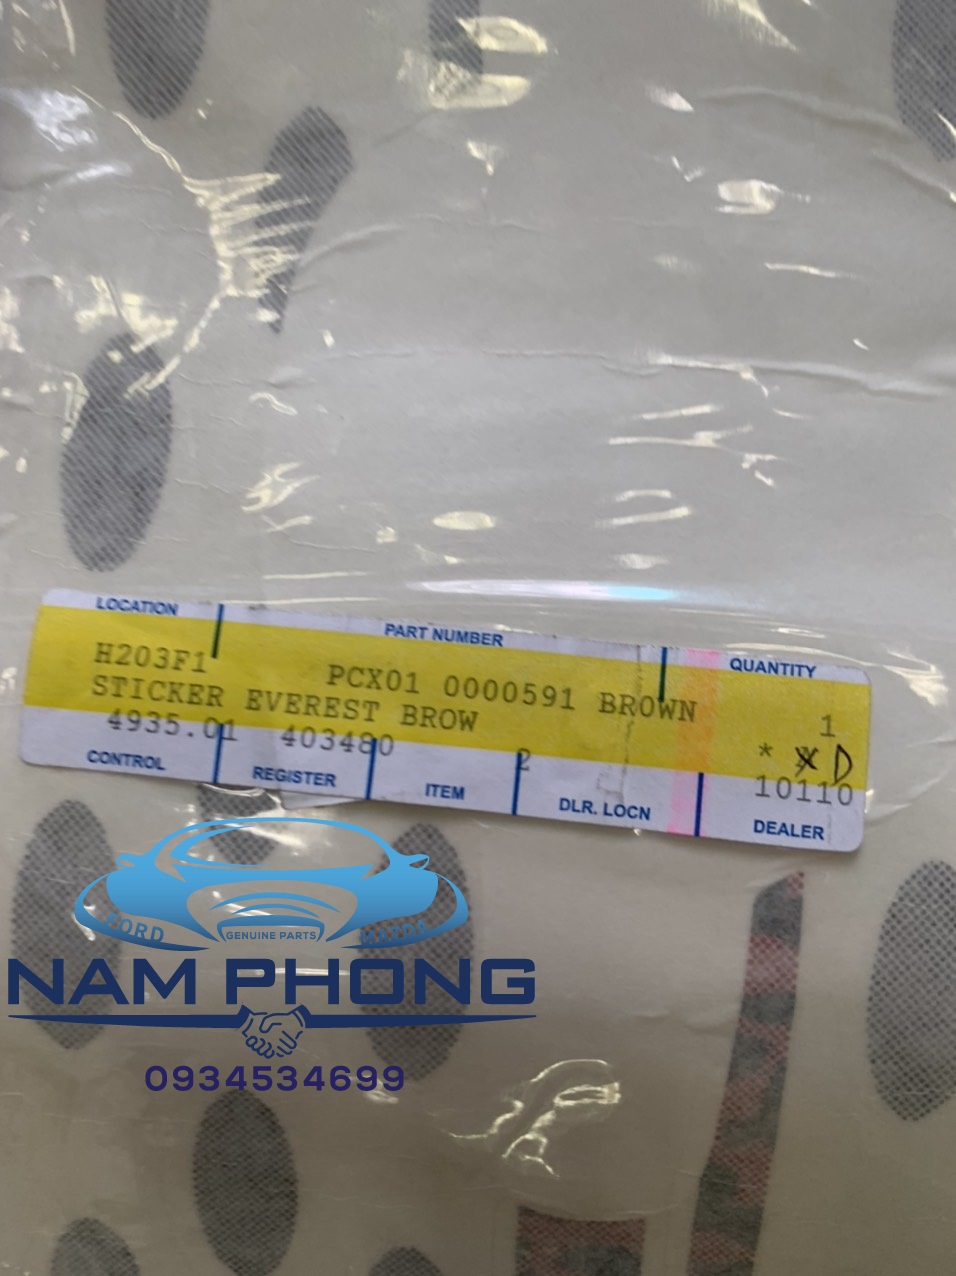 LOCATION PART NUMBER QUANTITY
H203F1 PCX01 0000591 BROWN 1
STICKER EVEREST BROW * X D
4935.01 403480 2 10110
CONTROL REGISTER ITEM DLR. LOCN DEALER
FORD GENUINE PARTS MAZDA
NAM PHONG
0934534699